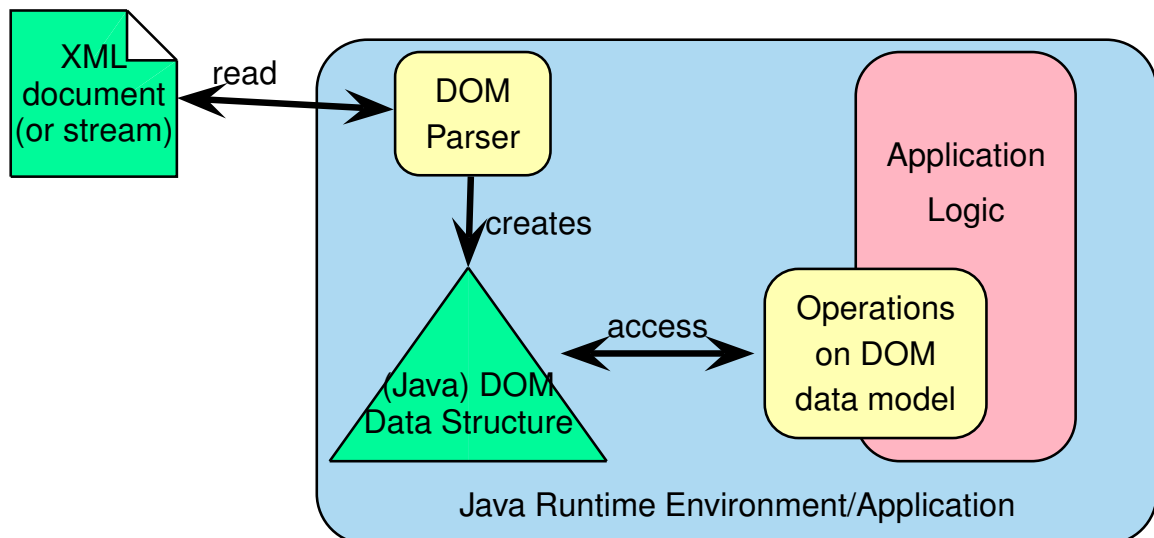 XML
document
(or stream)
read
DOM
Parser
creates
(Java) DOM
Data Structure
access
Application
Logic
Operations
on DOM
data model
Java Runtime Environment/Application